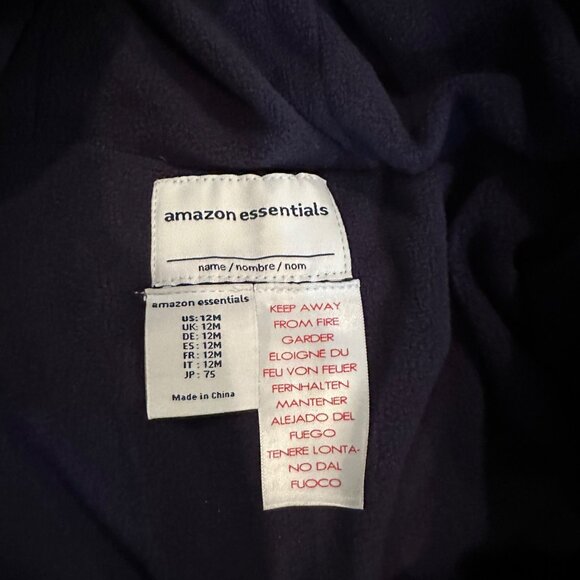 amazon essentials
name / nombre / nom
amazon essentials
US: 12M
UK: 12M
DE: 12M
ES: 12M
FR: 12M
IT: 12M
JP: 75
Made in China
KEEP AWAY
FROM FIRE
GARDER
ELOIGNE DU
FEU VON FEUER
FERNHALTEN
MANTENER
ALEJADO DEL
FUEGO
TENERE LONTA-
NO DAL
FUOCO